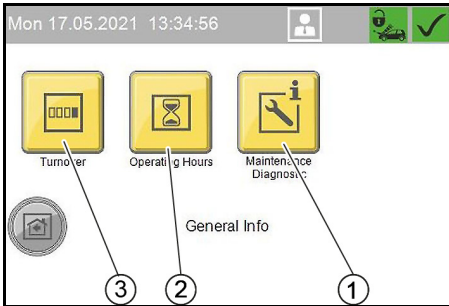 Mon 17.05.2021 13:34:56
i
Turnover
Operating Hours
Maintenance
Diagnostic
General Info
3
2
1